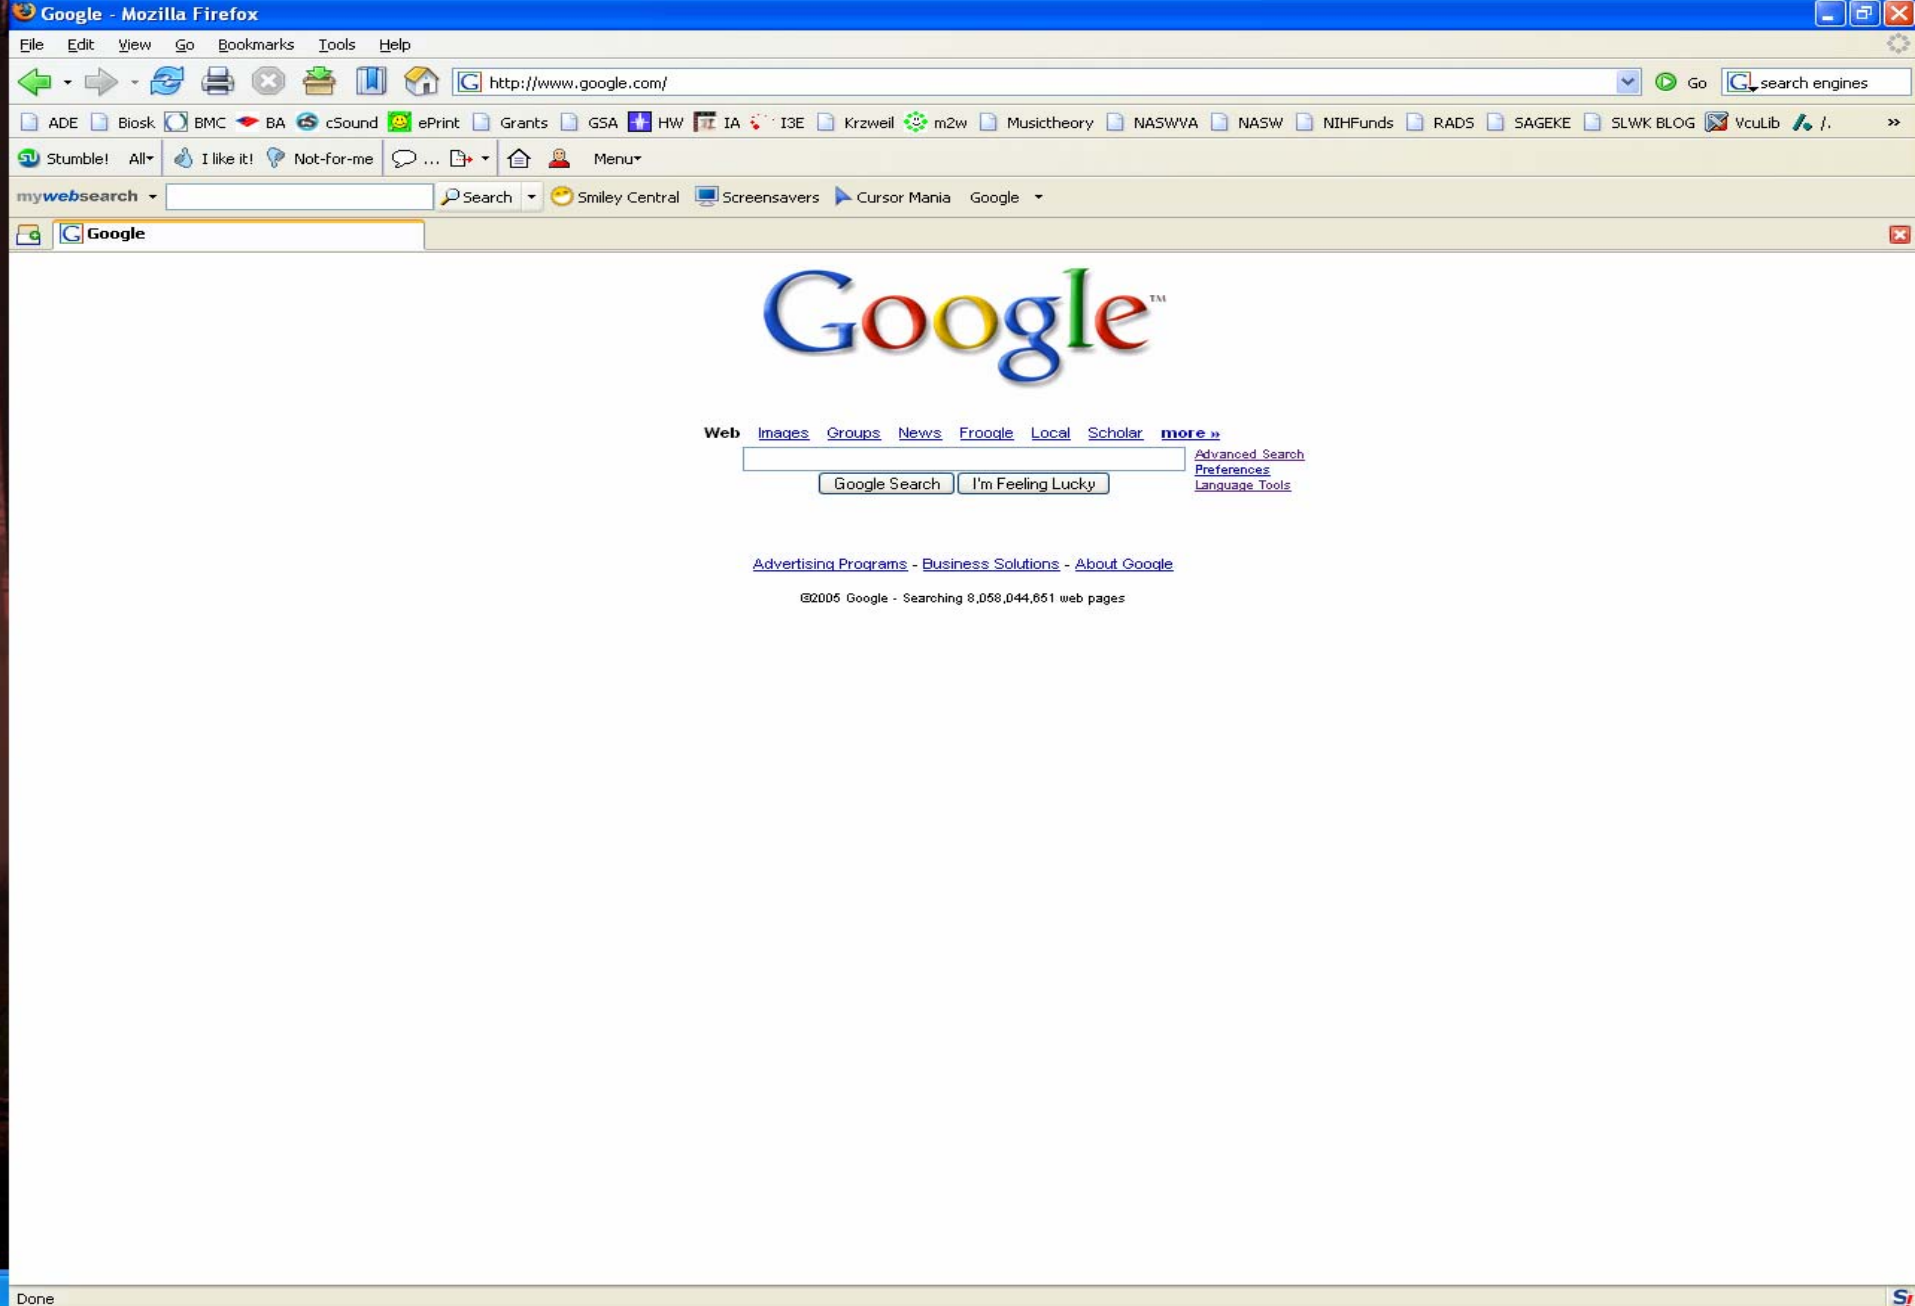 Google - Mozilla Firefox
File Edit View Go Bookmarks Tools Help
http://www.google.com/ Go search engines
ADE Biosk BMC BA cSound ePrint Grants GSA HW IA I3E Krzweil m2w Musictheory NASWVA NASW NIHFunds RADS SAGEKE SLWK BLOG VcuLib /. »
Stumble! All I like it! Not-for-me ... Menu
mywebsearch Search Smiley Central Screensavers Cursor Mania Google
Google
Google™
Web Images Groups News Froogle Local Scholar more »
Advanced Search
Preferences
Google Search I'm Feeling Lucky Language Tools
Advertising Programs - Business Solutions - About Google
©2005 Google - Searching 8,058,044,651 web pages
Done